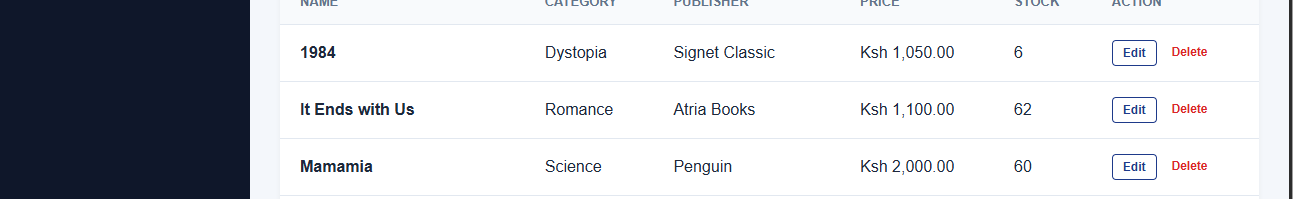 NAME CATEGORY PUBLISHER PRICE STOCK ACTION
1984 Dystopia Signet Classic Ksh 1,050.00 6 Edit Delete
It Ends with Us Romance Atria Books Ksh 1,100.00 62 Edit Delete
Mamamia Science Penguin Ksh 2,000.00 60 Edit Delete